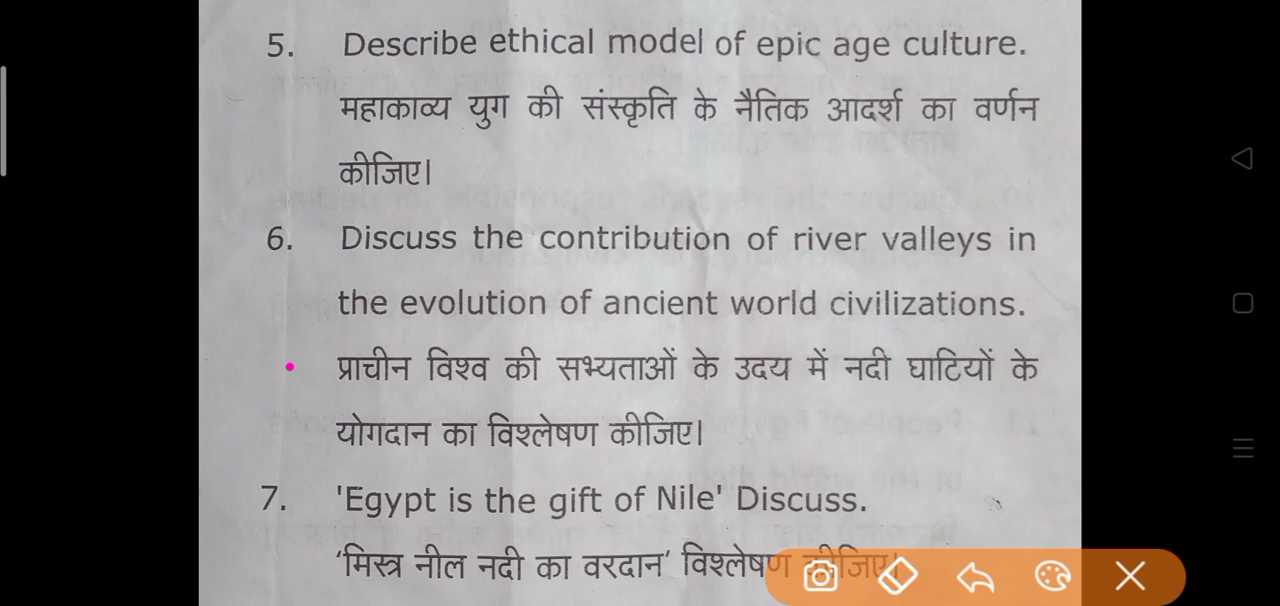 5. Describe ethical model of epic age culture.
महाकाव्य युग की संस्कृति के नैतिक आदर्श का वर्णन
कीजिए।
6. Discuss the contribution of river valleys in
the evolution of ancient world civilizations.
प्राचीन विश्व की सभ्यताओं के उदय में नदी घाटियों के
योगदान का विश्लेषण कीजिए।
7. 'Egypt is the gift of Nile' Discuss.
'मिस्त्र नील नदी का वरदान' विश्लेषण कीजिए।